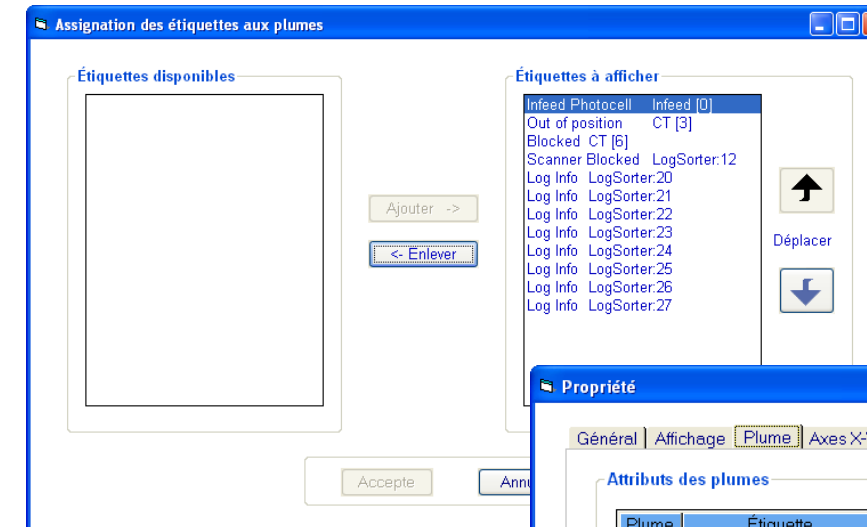 Assignation des étiquettes aux plumes
Étiquettes disponibles
Étiquettes à afficher
Infeed Photocell Infeed [0]
Out of position CT [3]
Blocked CT [6]
Scanner Blocked LogSorter:12
Log Info LogSorter:20
Log Info LogSorter:21
Log Info LogSorter:22
Log Info LogSorter:23
Log Info LogSorter:24
Log Info LogSorter:25
Log Info LogSorter:26
Log Info LogSorter:27
Ajouter ->
<- Enlever
Déplacer
Accepte
Annu
Propriété
Général Affichage Plume Axes X-
Attributs des plumes
Plume Étiquette